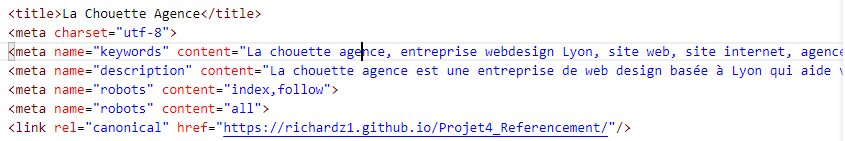 <title>La Chouette Agence</title>
<meta charset="utf-8">
<meta name="keywords" content="La chouette agence, entreprise webdesign Lyon, site web, site internet, agence
<meta name="description" content="La chouette agence est une entreprise de web design basée à Lyon qui aide
<meta name="robots" content="index,follow">
<meta name="robots" content="all">
<link rel="canonical" href="https://richardz1.github.io/Projet4_Referencement/"/>